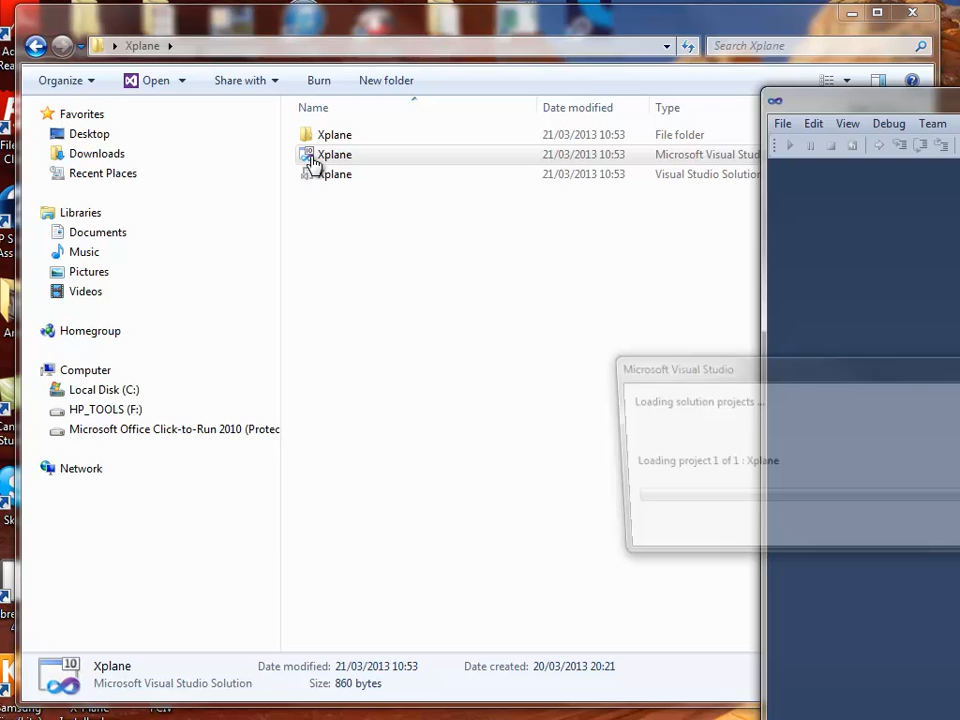 Xplane
Search Xplane
Organize Open Share with Burn New folder
Favorites
Desktop
Downloads
Recent Places
Libraries
Documents
Music
Pictures
Videos
Homegroup
Computer
Local Disk (C:)
HP_TOOLS (F:)
Microsoft Office Click-to-Run 2010 (Protec
Network
Name Date modified Type
Xplane 21/03/2013 10:53 File folder
Xplane 21/03/2013 10:53 Microsoft Visual Stud
Xplane 21/03/2013 10:53 Visual Studio Solutio
File Edit View Debug Team
Microsoft Visual Studio
Loading solution projects ...
Loading project 1 of 1 : Xplane
10
Xplane Date modified: 21/03/2013 10:53 Date created: 20/03/2013 20:21
Microsoft Visual Studio Solution Size: 860 bytes